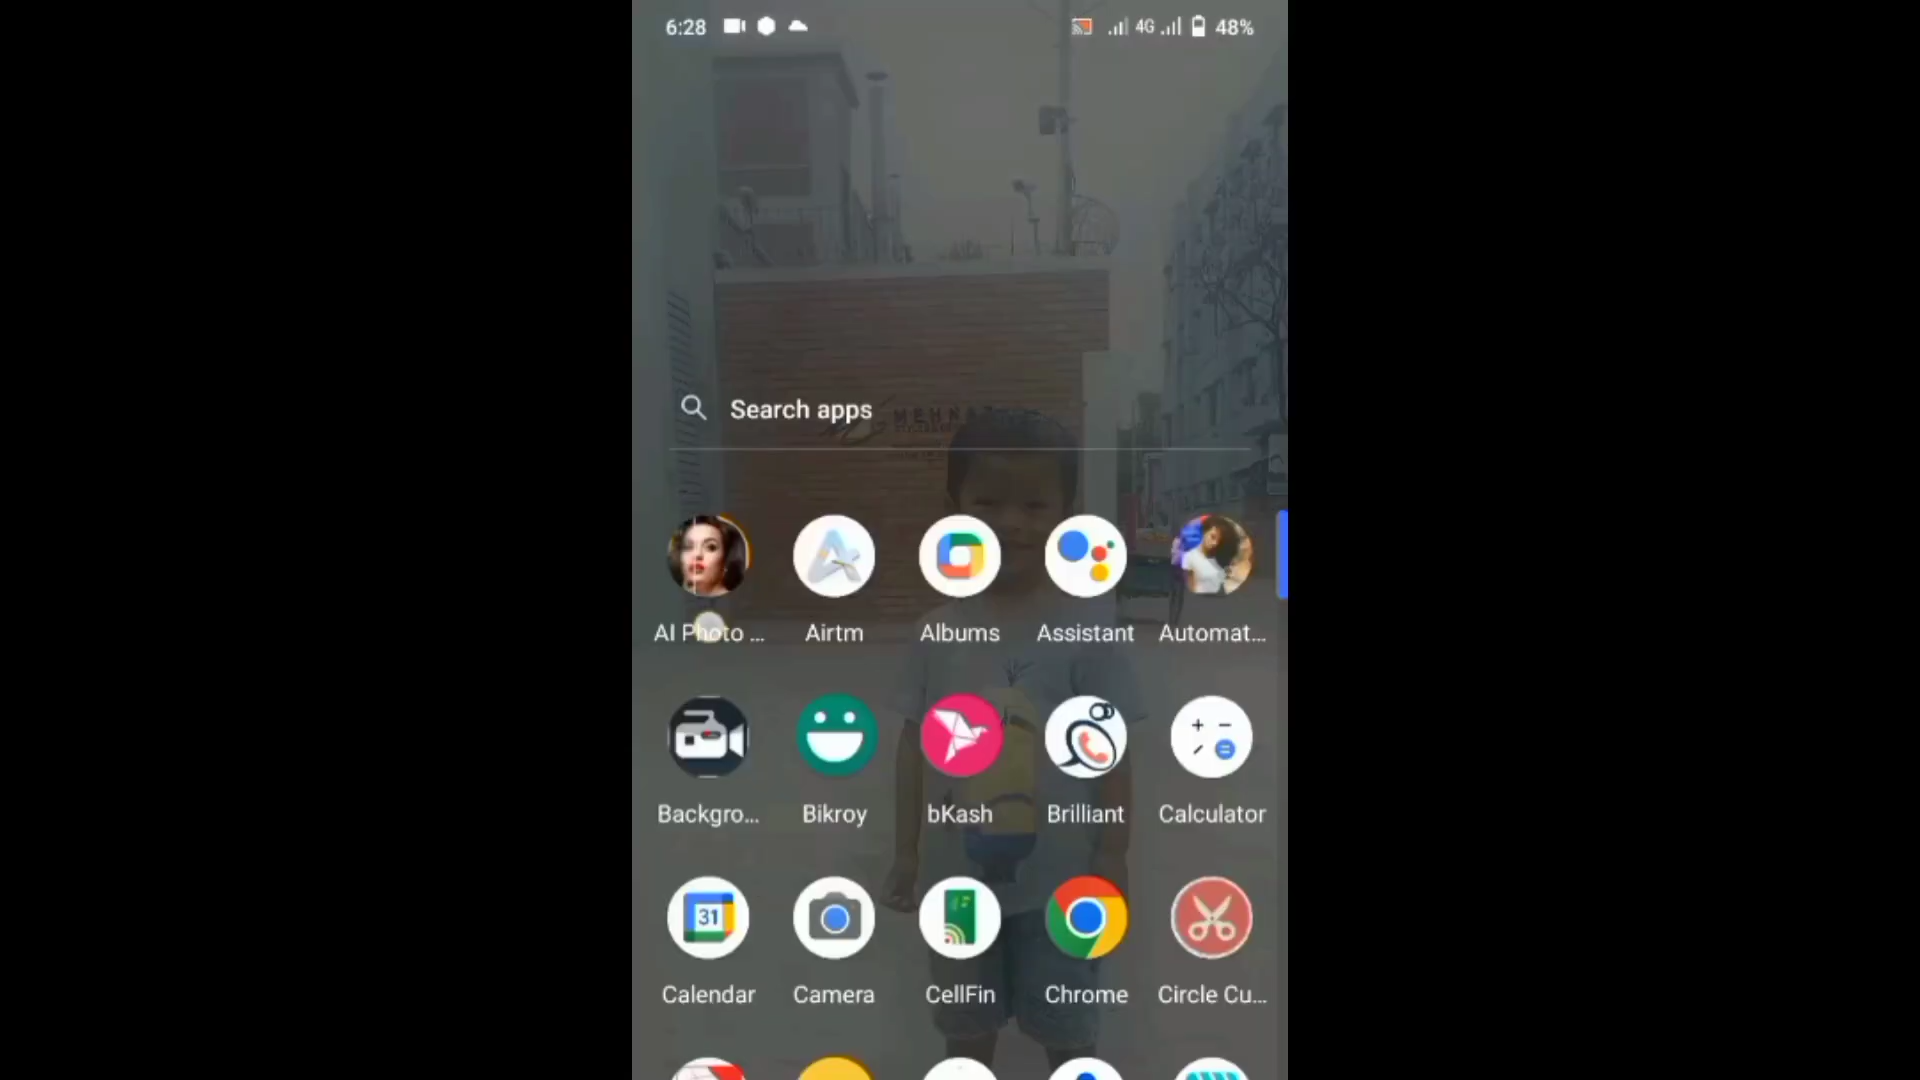 6:28 4G 48%
Search apps
AI Photo ... Airtm Albums Assistant Automat...
Backgro... Bikroy bKash Brilliant Calculator
31
Calendar Camera CellFin Chrome Circle Cu...